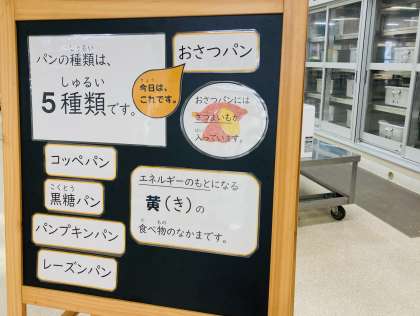 パンの種類は、
しゅるい
５種類です。
今日は、
これです。
おさつパン
おさつパンには
さつまいもが
入っています。
コッペパン
こくとう
黒糖パン
パンプキンパン
レーズンパン
エネルギーのもとになる
黄(き)の
食べ物のなかまです。